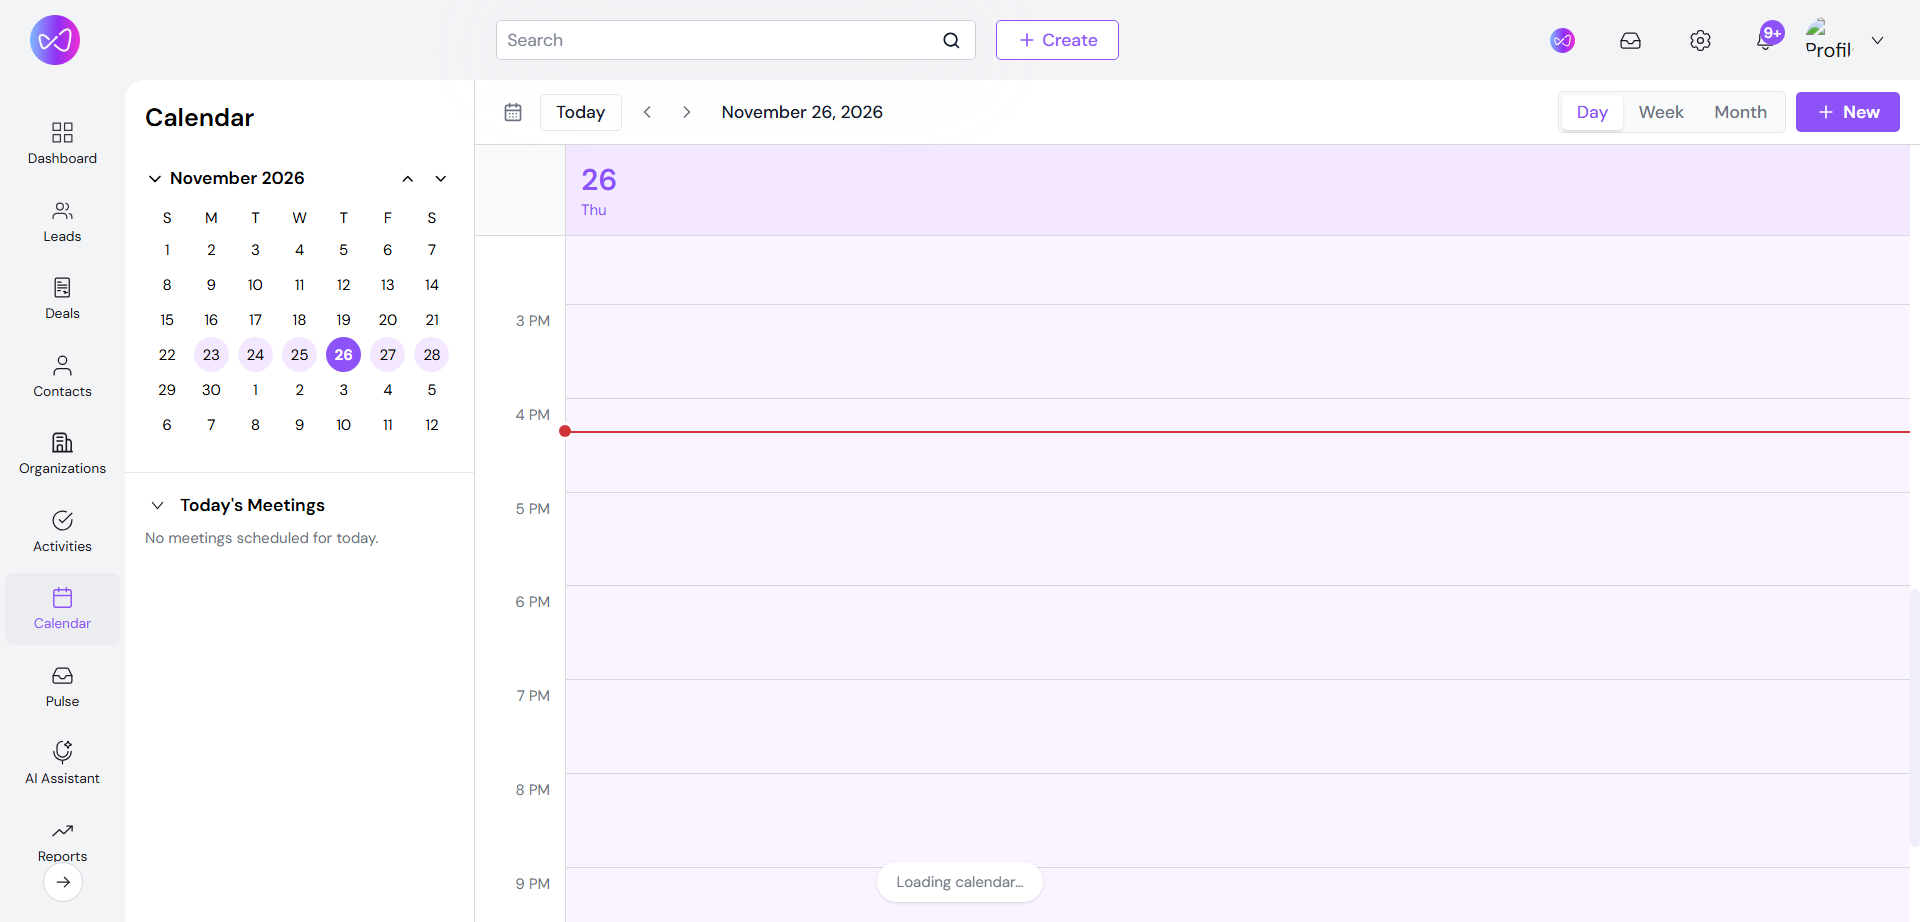 Search
Create
9+
Profil
Dashboard
Leads
Deals
Contacts
Organizations
Activities
Calendar
Pulse
AI Assistant
Reports
Calendar
November 2026
S M T W T F S
1 2 3 4 5 6 7
8 9 10 11 12 13 14
15 16 17 18 19 20 21
22 23 24 25 26 27 28
29 30 1 2 3 4 5
6 7 8 9 10 11 12
Today's Meetings
No meetings scheduled for today.
Today
November 26, 2026
Day Week Month
New
26
Thu
3 PM
4 PM
5 PM
6 PM
7 PM
8 PM
9 PM
Loading calendar...